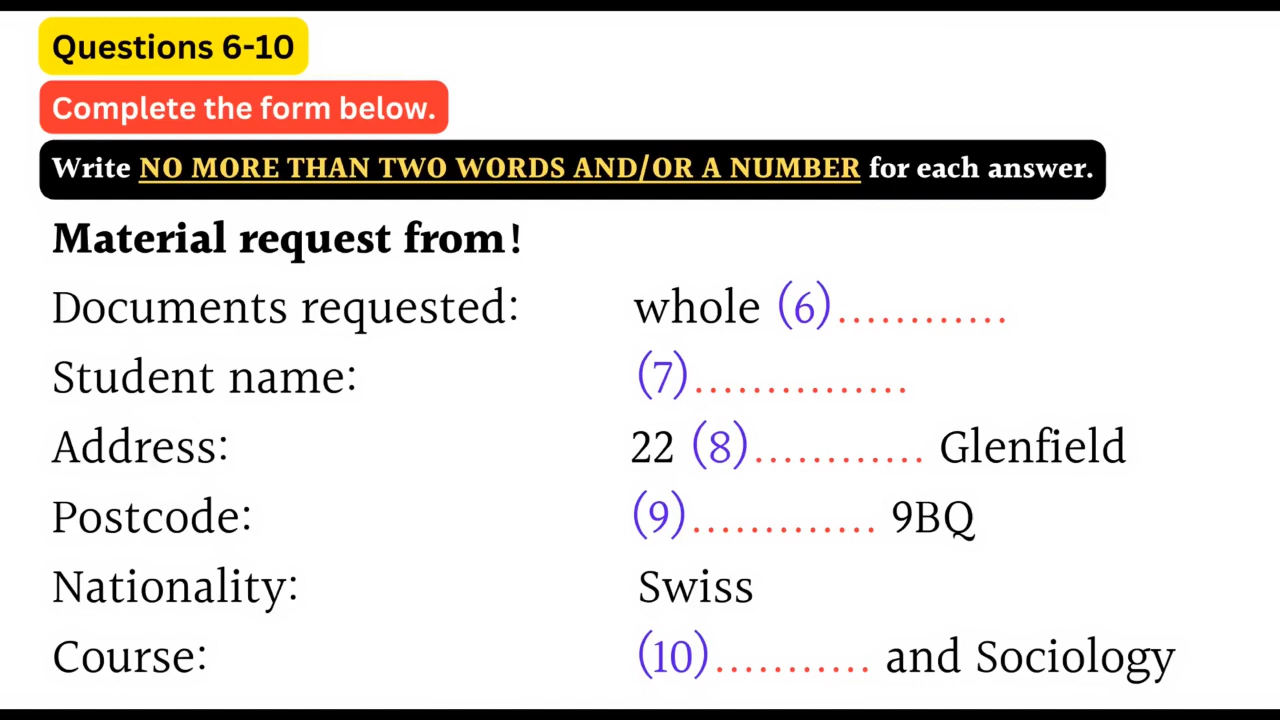 Questions 6-10
Complete the form below.
Write NO MORE THAN TWO WORDS AND/OR A NUMBER for each answer.
Material request from!
Documents requested: whole (6)............
Student name: (7)...............
Address: 22 (8)............ Glenfield
Postcode: (9)............. 9BQ
Nationality: Swiss
Course: (10)........... and Sociology